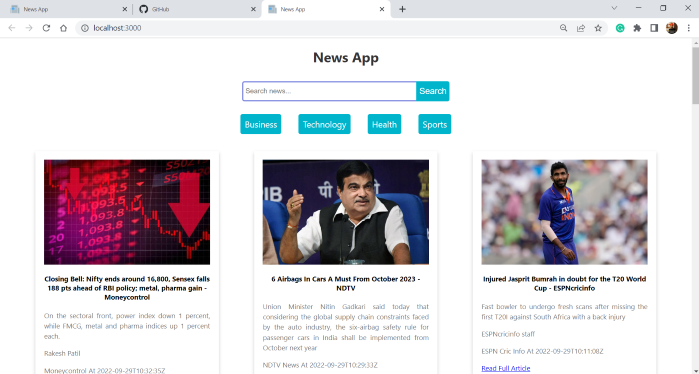 News App
GitHub
News App
localhost:3000
News App
Search news...
Search
Business
Technology
Health
Sports
IB
पी
1,093.8
1,093.8
Closing Bell: Nifty ends around 16,800, Sensex falls
188 pts ahead of RBI policy; metal, pharma gain -
Moneycontrol
On the sectoral front, power index down 1 percent,
while FMCG, metal and pharma indices up 1 percent
each.
Rakesh Patil
Moneycontrol At 2022-09-29T10:32:35Z
6 Airbags In Cars A Must From October 2023 -
NDTV
Union Minister Nitin Gadkari said today that
considering the global supply chain constraints faced
by the auto industry, the six-airbag safety rule for
passenger cars in India shall be implemented from
October next year
NDTV News At 2022-09-29T10:29:33Z
Injured Jasprit Bumrah in doubt for the T20 World
Cup - ESPNcricinfo
Fast bowler to undergo fresh scans after missing the
first T20I against South Africa with a back injury
ESPNcricinfo staff
ESPN Cric Info At 2022-09-29T10:11:08Z
Read Full Article